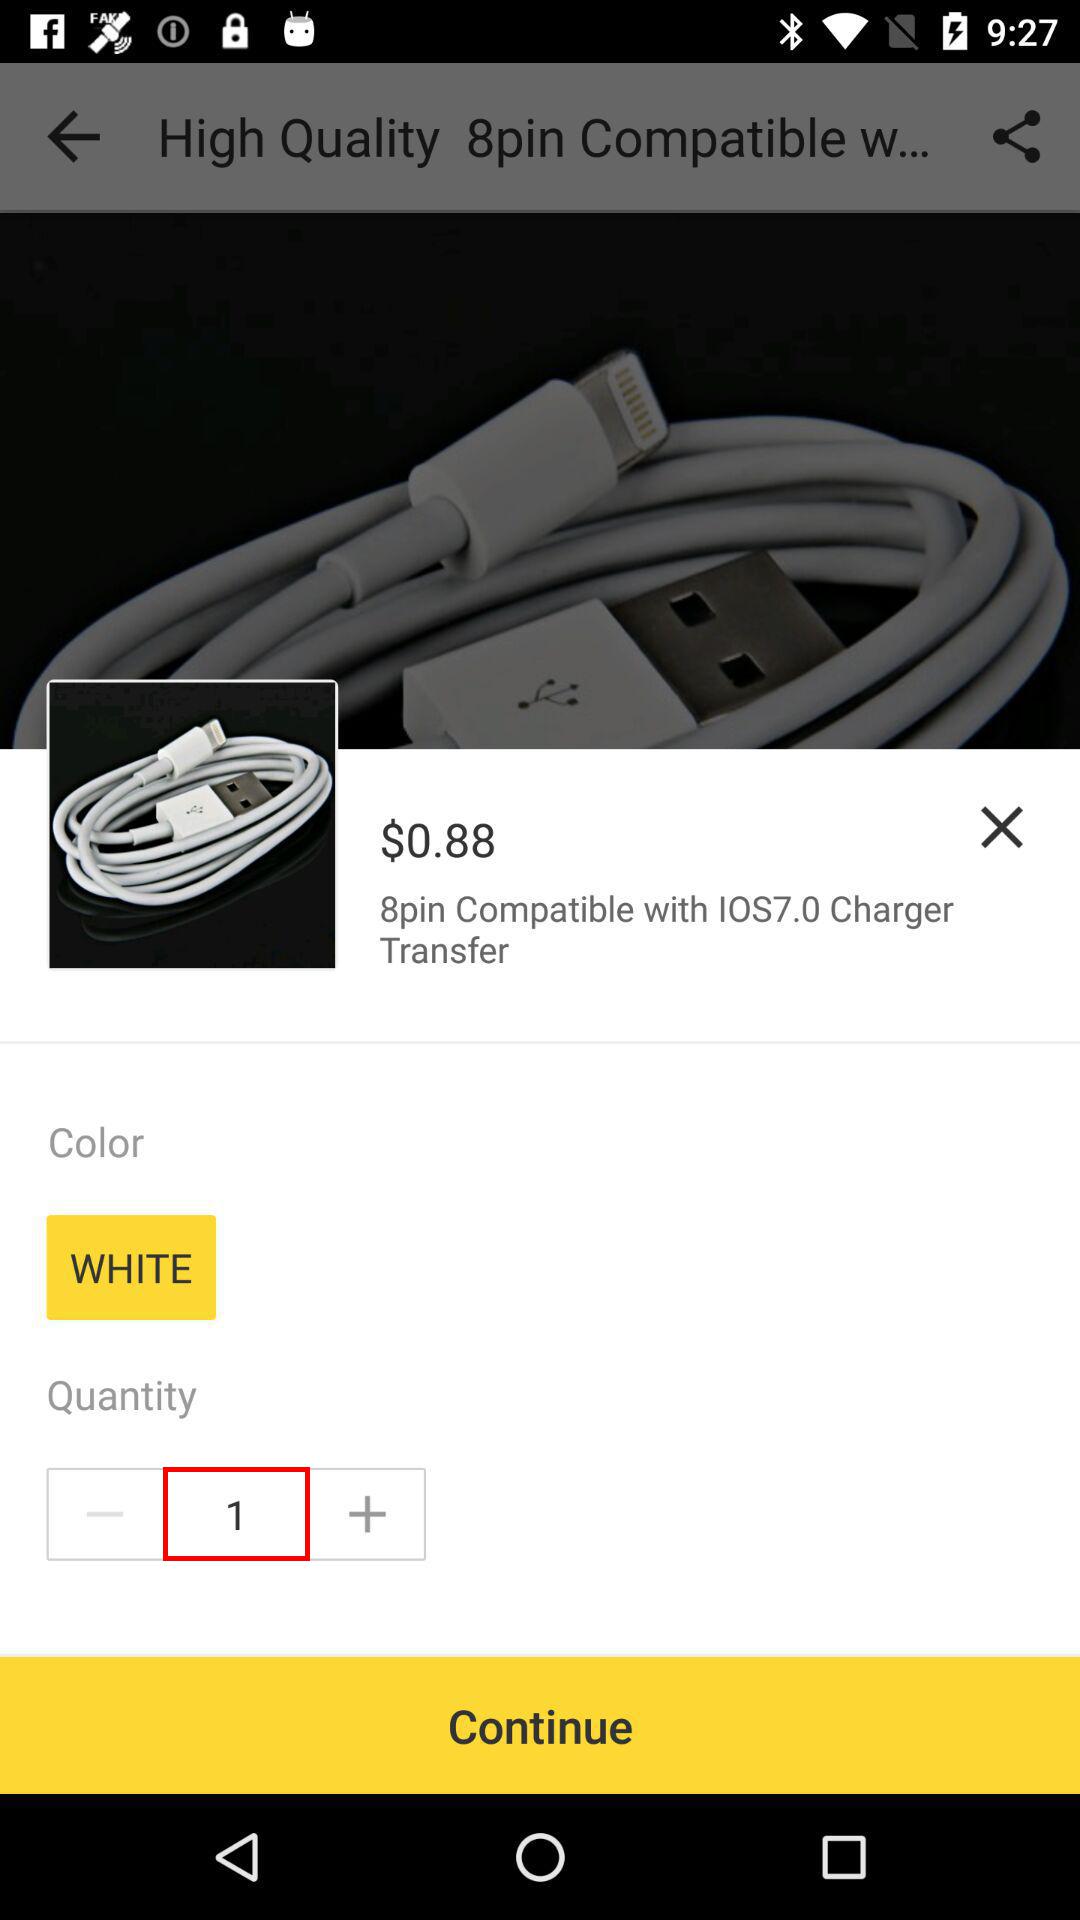 FAK
9:27
High Quality  8pin Compatible w...
$0.88
8pin Compatible with IOS7.0 Charger
Transfer
Color
WHITE
Quantity
1
Continue